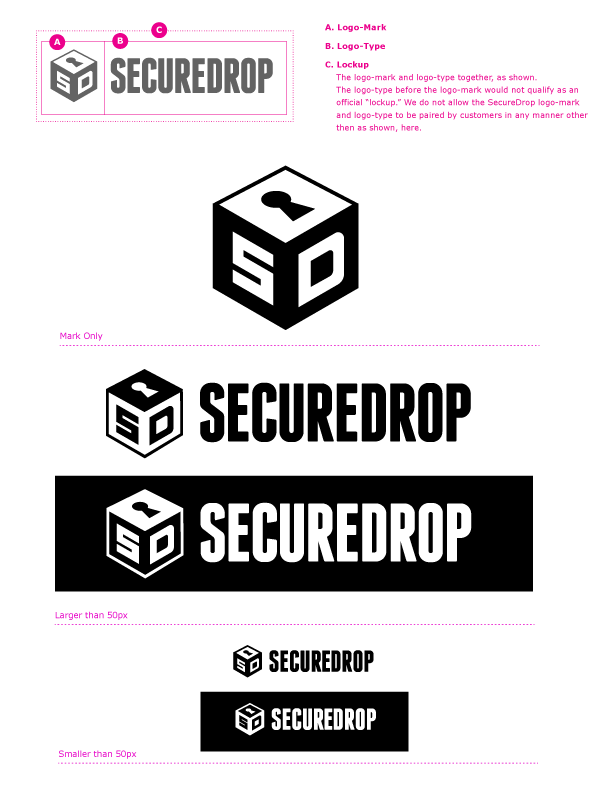 A
B
C
SD
SECUREDROP
A. Logo-Mark
B. Logo-Type
C. Lockup
The logo-mark and logo-type together, as shown.
The logo-type before the logo-mark would not qualify as an
official “lockup.” We do not allow the SecureDrop logo-mark
and logo-type to be paired by customers in any manner other
then as shown, here.
SD
Mark Only
SD SECUREDROP
SD SECUREDROP
Larger than 50px
SD SECUREDROP
SD SECUREDROP
Smaller than 50px